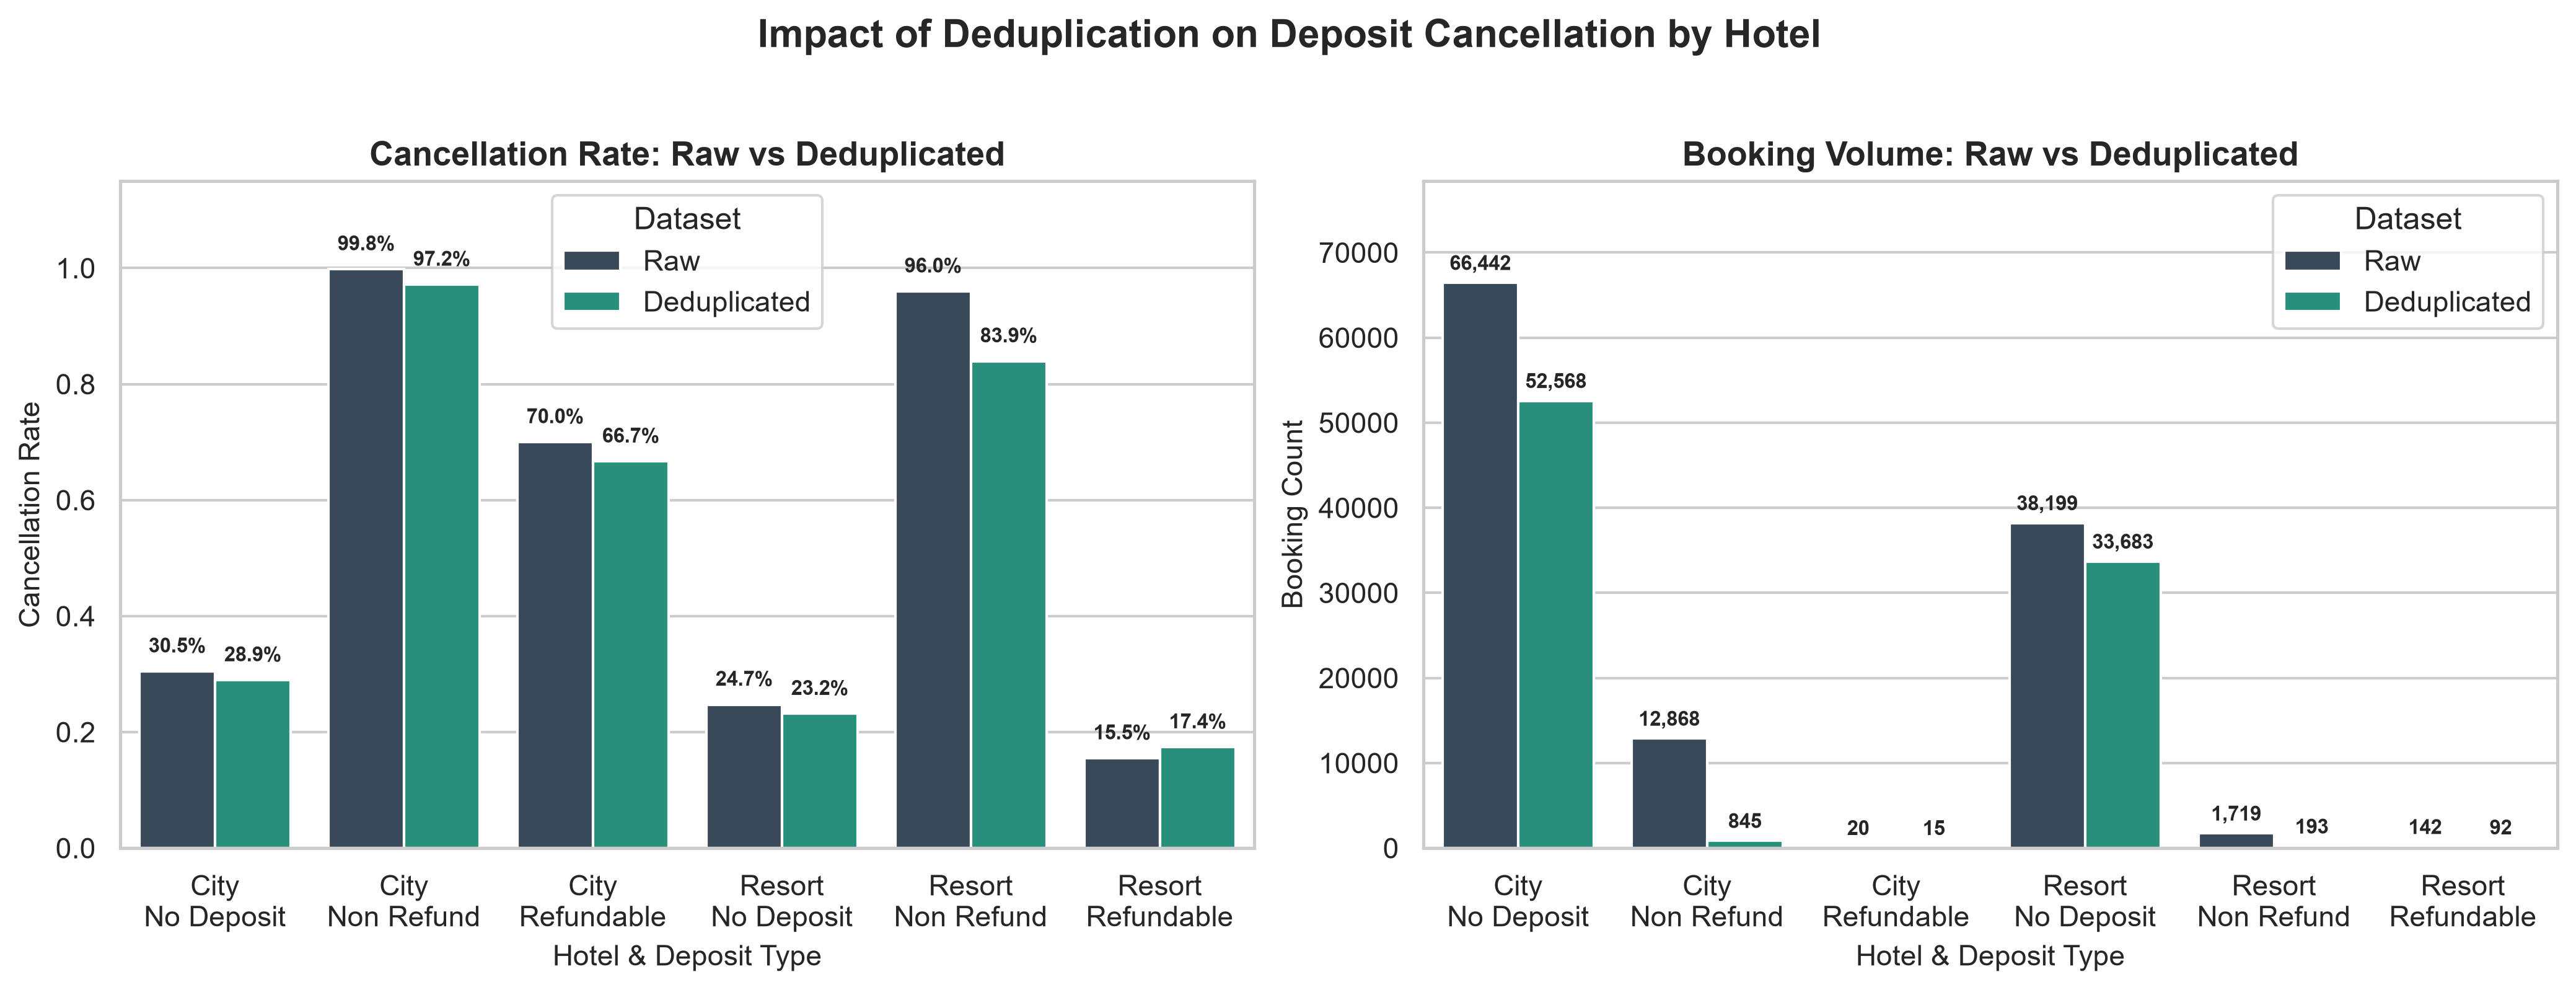 Impact of Deduplication on Deposit Cancellation by Hotel
Cancellation Rate: Raw vs Deduplicated
Dataset
Raw
Deduplicated
Cancellation Rate
1.0
0.8
0.6
0.4
0.2
0.0
30.5%
28.9%
99.8%
97.2%
70.0%
66.7%
24.7%
23.2%
96.0%
83.9%
15.5%
17.4%
City
No Deposit
City
Non Refund
City
Refundable
Resort
No Deposit
Resort
Non Refund
Resort
Refundable
Hotel & Deposit Type
Booking Volume: Raw vs Deduplicated
Dataset
Raw
Deduplicated
Booking Count
70000
60000
50000
40000
30000
20000
10000
0
66,442
52,568
12,868
845
20
15
38,199
33,683
1,719
193
142
92
City
No Deposit
City
Non Refund
City
Refundable
Resort
No Deposit
Resort
Non Refund
Resort
Refundable
Hotel & Deposit Type